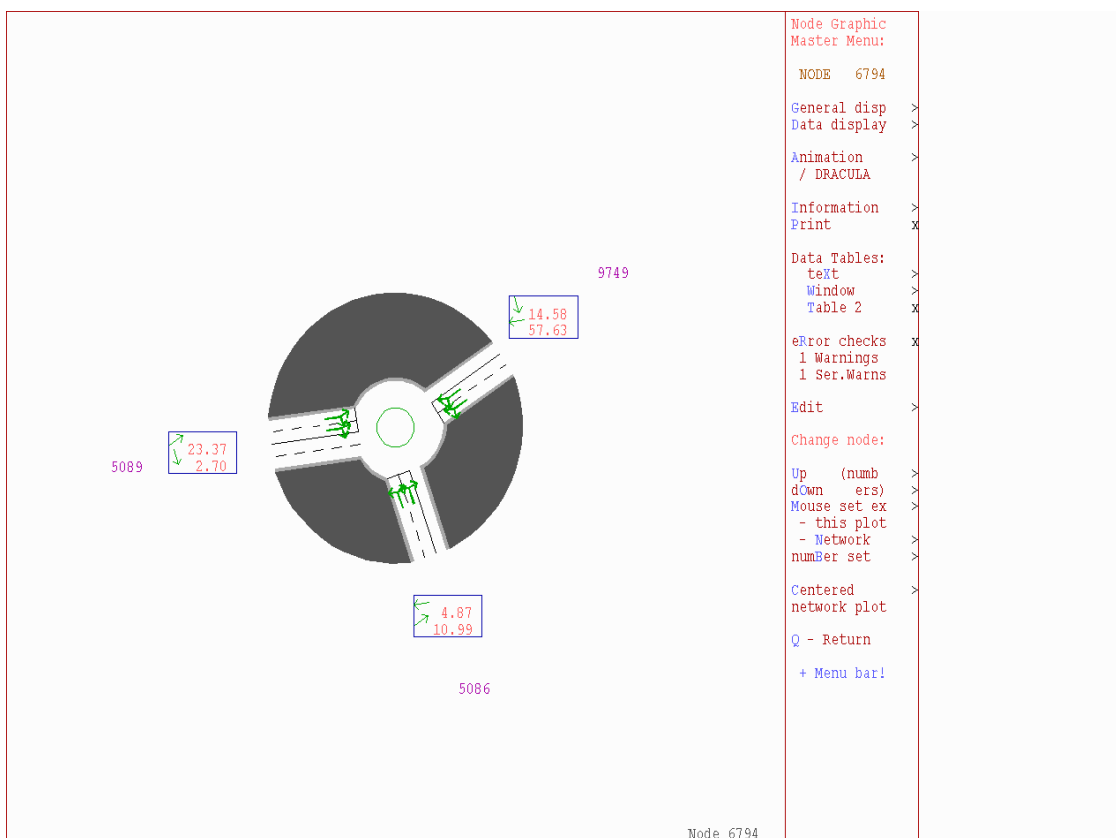 9749
14.58
57.63
5089
23.37
2.70
4.87
10.99
5086
Node 6794
Node Graphic
Master Menu:
NODE 6794
General disp >
Data display >
Animation >
/ DRACULA
Information >
Print x
Data Tables:
teXt >
Window >
Table 2 x
eRror checks x
1 Warnings
1 Ser.Warns
Edit >
Change node:
Up (numb >
dOwn ers) >
Mouse set ex >
- this plot
- Network >
numBer set >
Centered >
network plot
Q - Return
+ Menu bar!